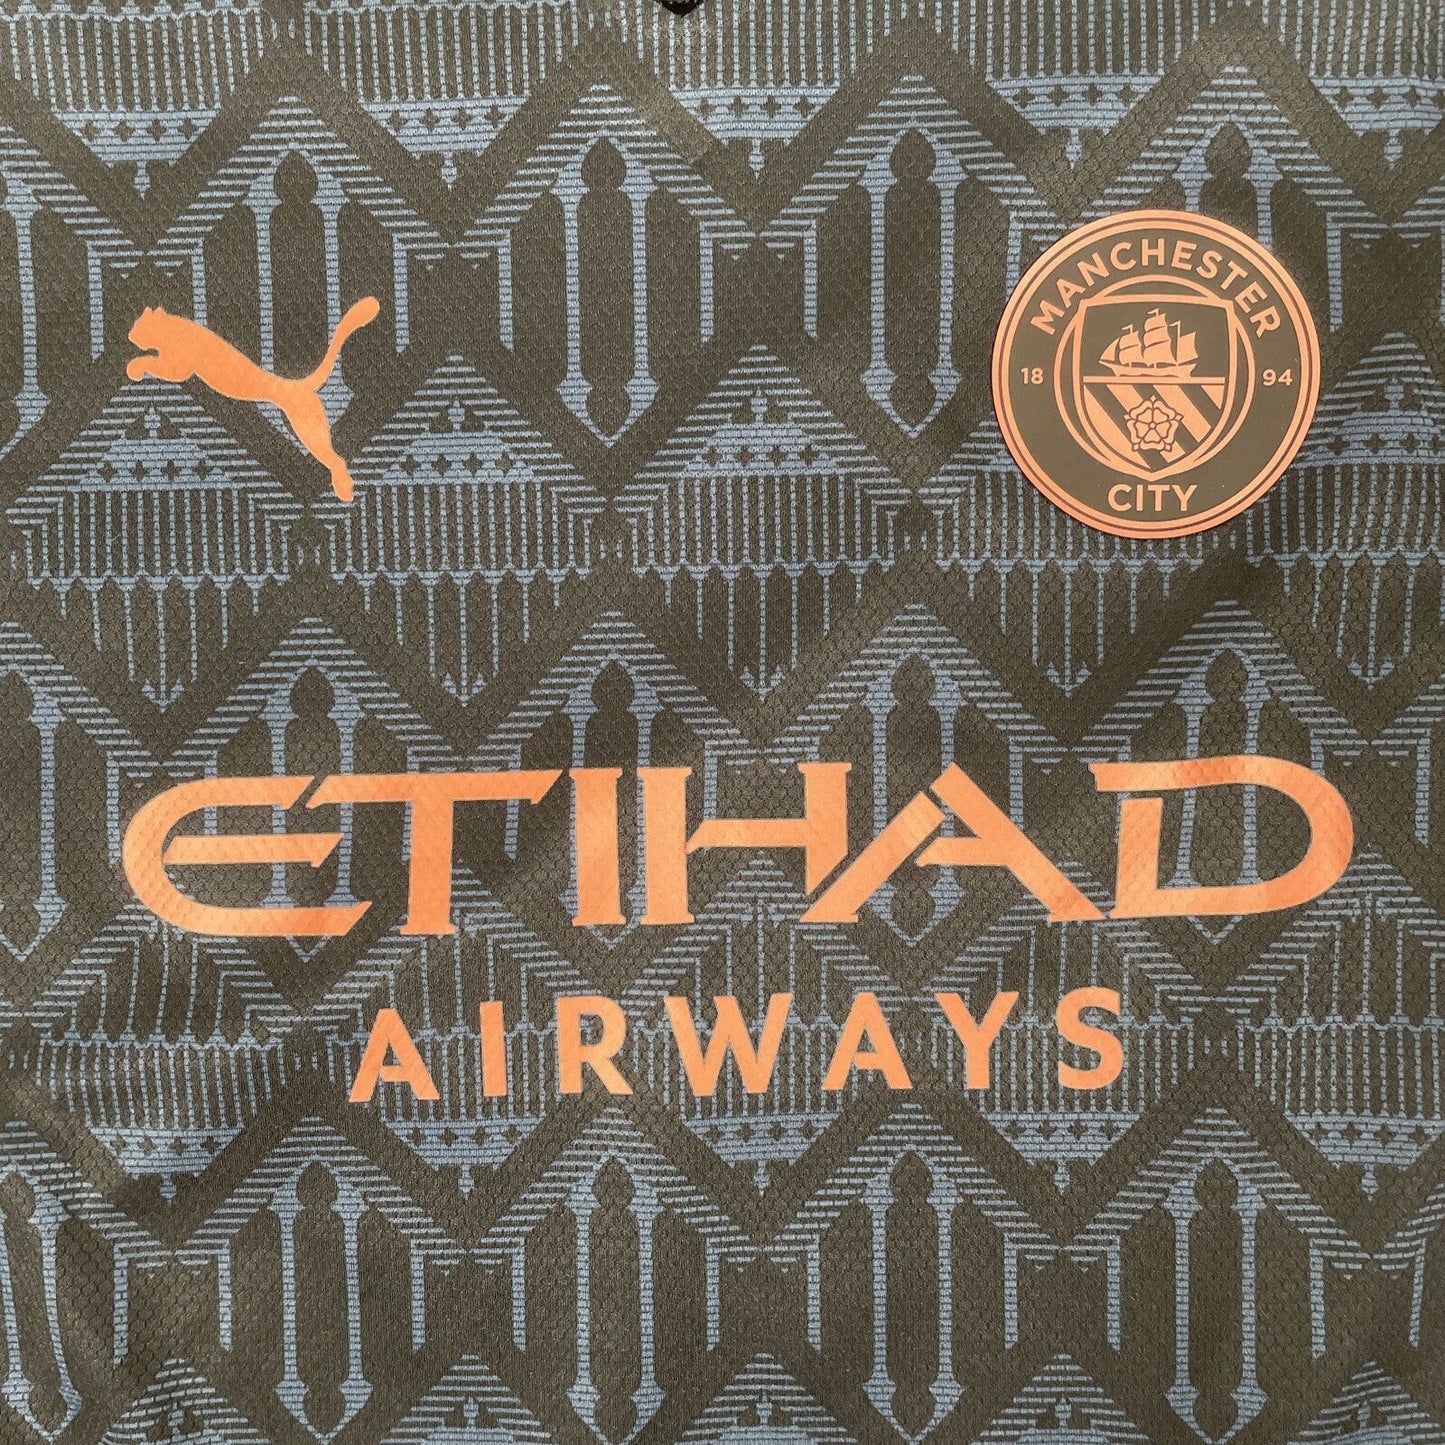 MANCHESTER
18 94
CITY
ETIHAD
AIRWAYS